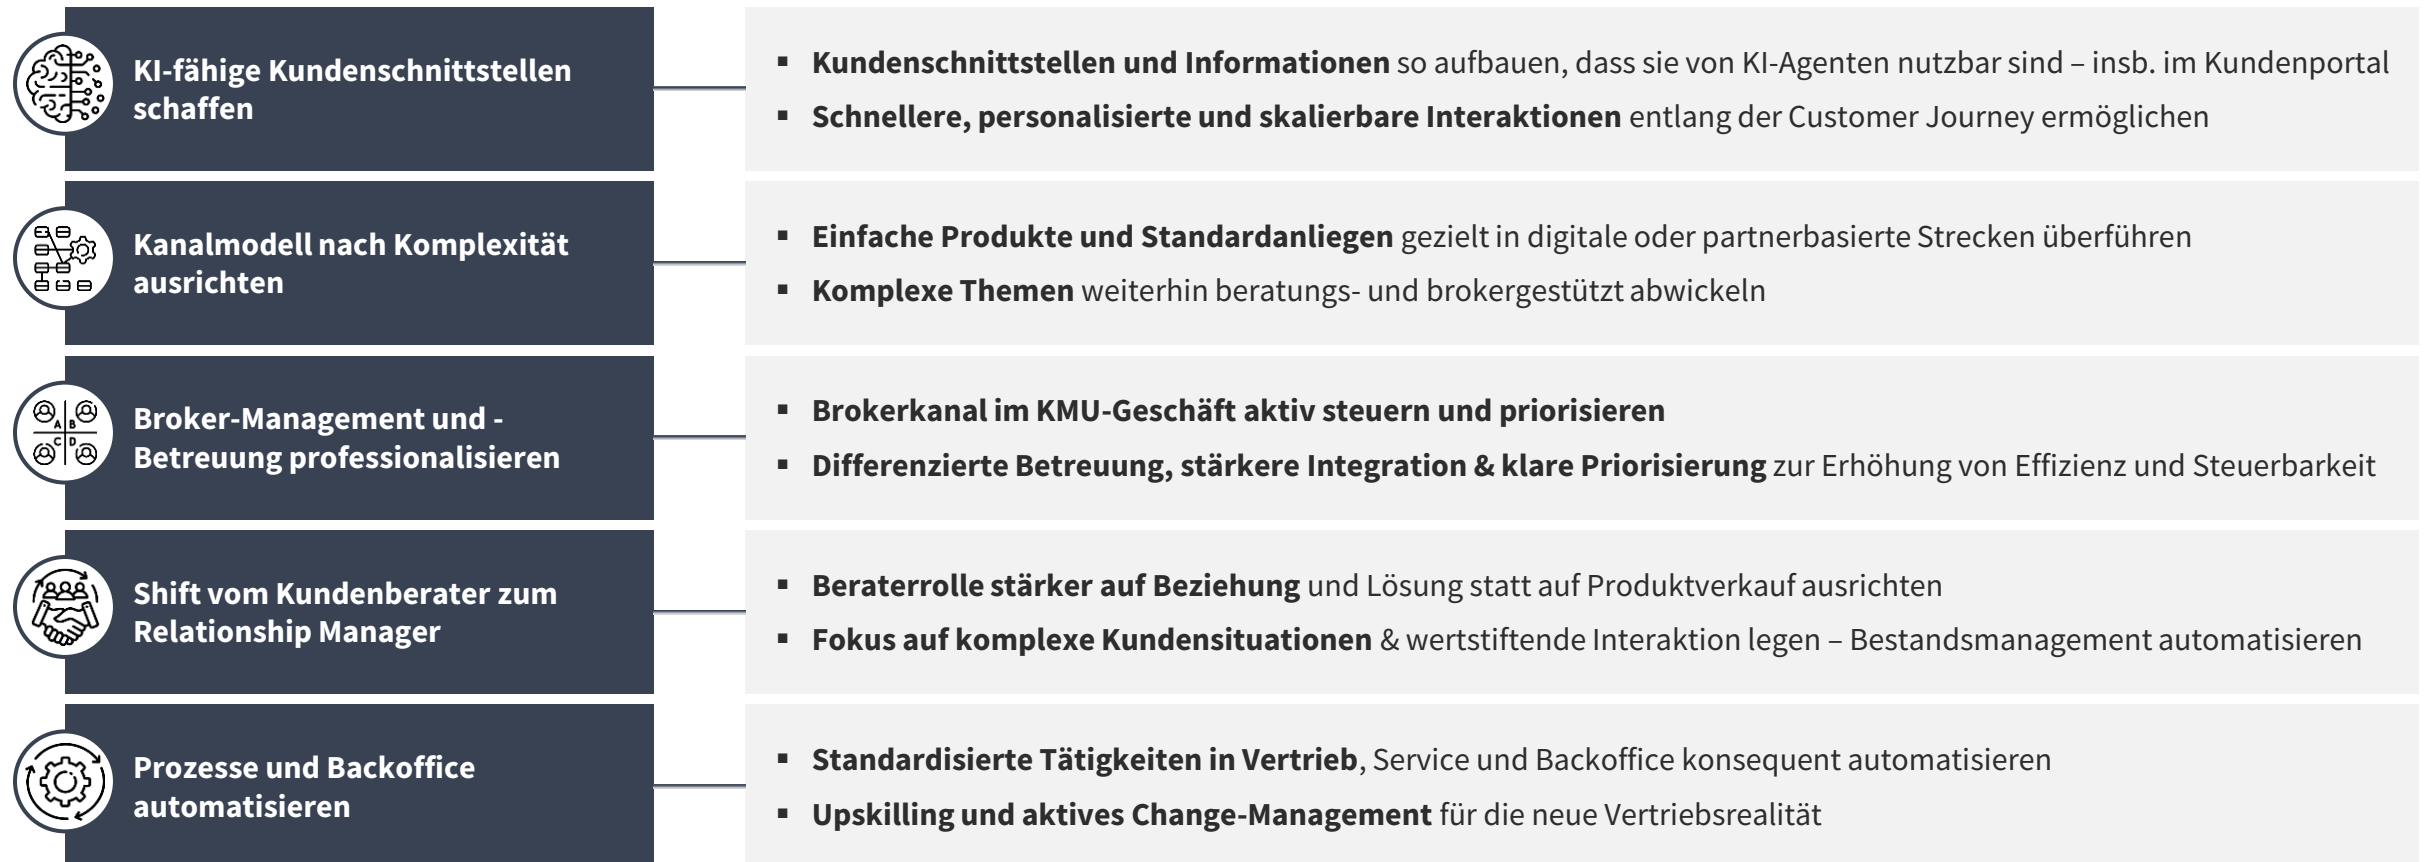 KI-fähige Kundenschnittstellen
schaffen
▪ Kundenschnittstellen und Informationen so aufbauen, dass sie von KI-Agenten nutzbar sind – insb. im Kundenportal
▪ Schnellere, personalisierte und skalierbare Interaktionen entlang der Customer Journey ermöglichen
Kanalmodell nach Komplexität
ausrichten
▪ Einfache Produkte und Standardanliegen gezielt in digitale oder partnerbasierte Strecken überführen
▪ Komplexe Themen weiterhin beratungs- und brokergestützt abwickeln
A B
C D
Broker-Management und -
Betreuung professionalisieren
▪ Brokerkanal im KMU-Geschäft aktiv steuern und priorisieren
▪ Differenzierte Betreuung, stärkere Integration & klare Priorisierung zur Erhöhung von Effizienz und Steuerbarkeit
Shift vom Kundenberater zum
Relationship Manager
▪ Beraterrolle stärker auf Beziehung und Lösung statt auf Produktverkauf ausrichten
▪ Fokus auf komplexe Kundensituationen & wertstiftende Interaktion legen – Bestandsmanagement automatisieren
Prozesse und Backoffice
automatisieren
▪ Standardisierte Tätigkeiten in Vertrieb, Service und Backoffice konsequent automatisieren
▪ Upskilling und aktives Change-Management für die neue Vertriebsrealität